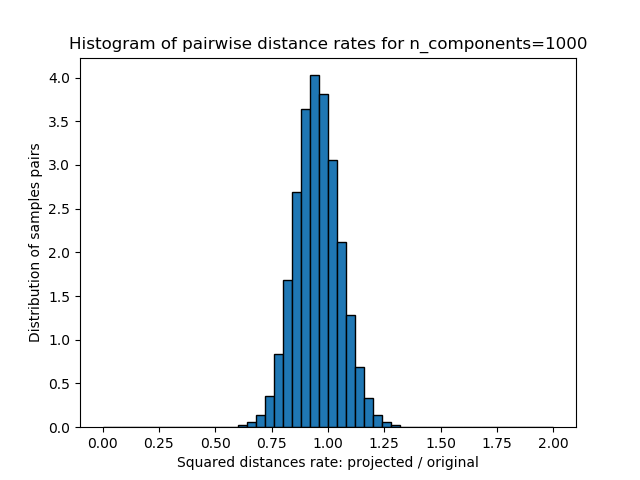 Histogram of pairwise distance rates for n_components=1000
Distribution of samples pairs
4.0
3.5
3.0
2.5
2.0
1.5
1.0
0.5
0.0
0.00 0.25 0.50 0.75 1.00 1.25 1.50 1.75 2.00
Squared distances rate: projected / original